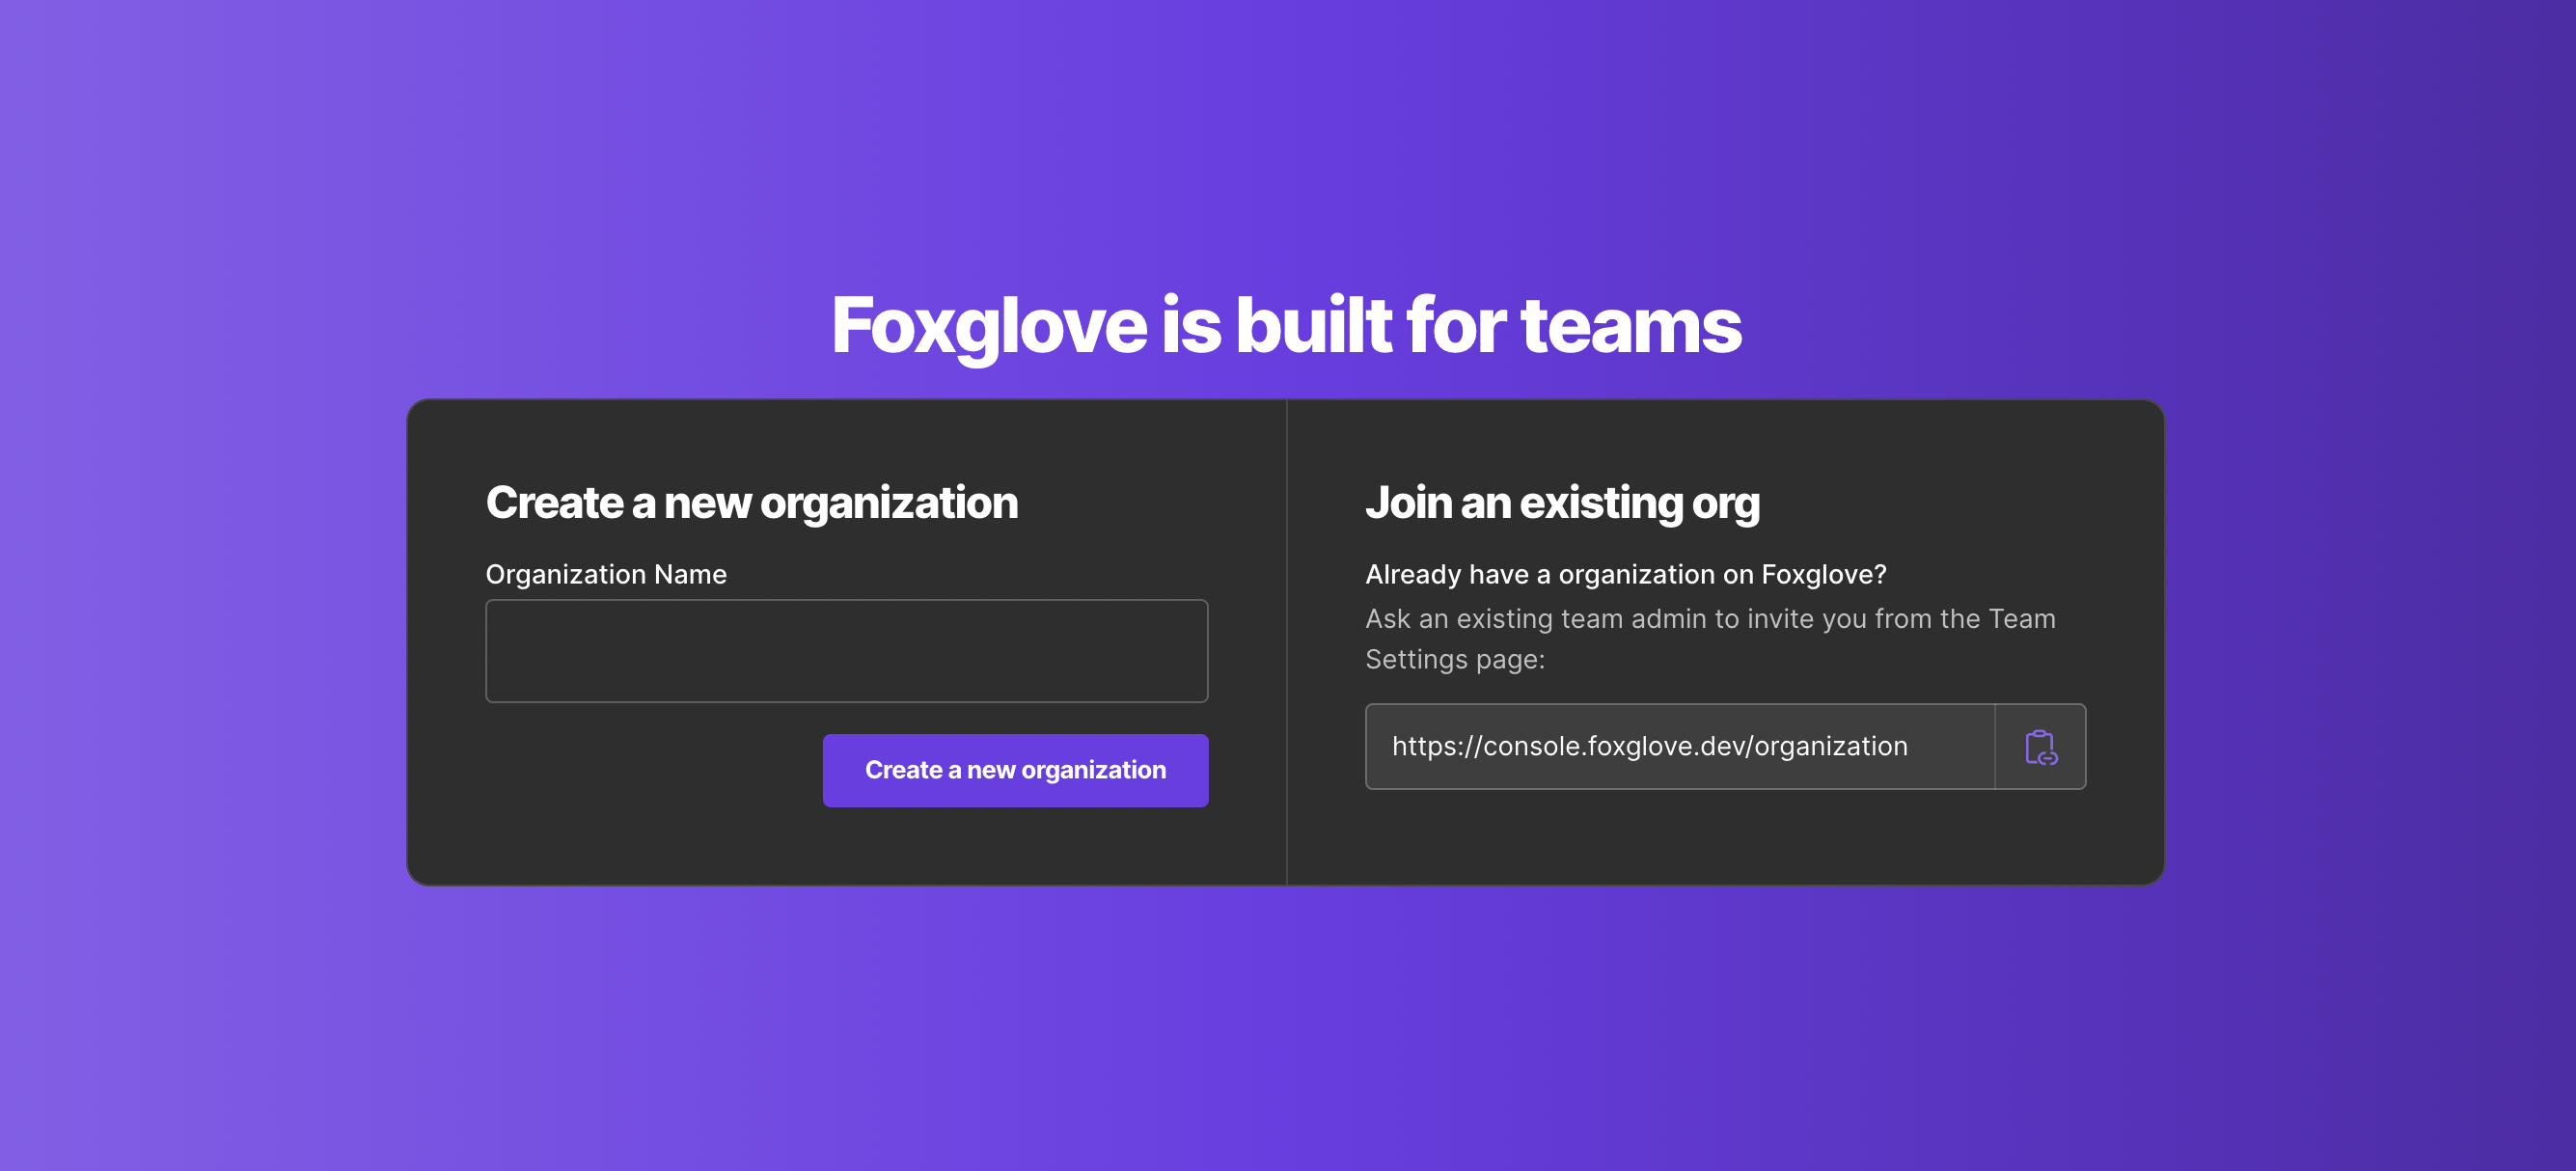 Foxglove is built for teams
Create a new organization
Organization Name
Create a new organization
Join an existing org
Already have a organization on Foxglove?
Ask an existing team admin to invite you from the Team
Settings page:
https://console.foxglove.dev/organization